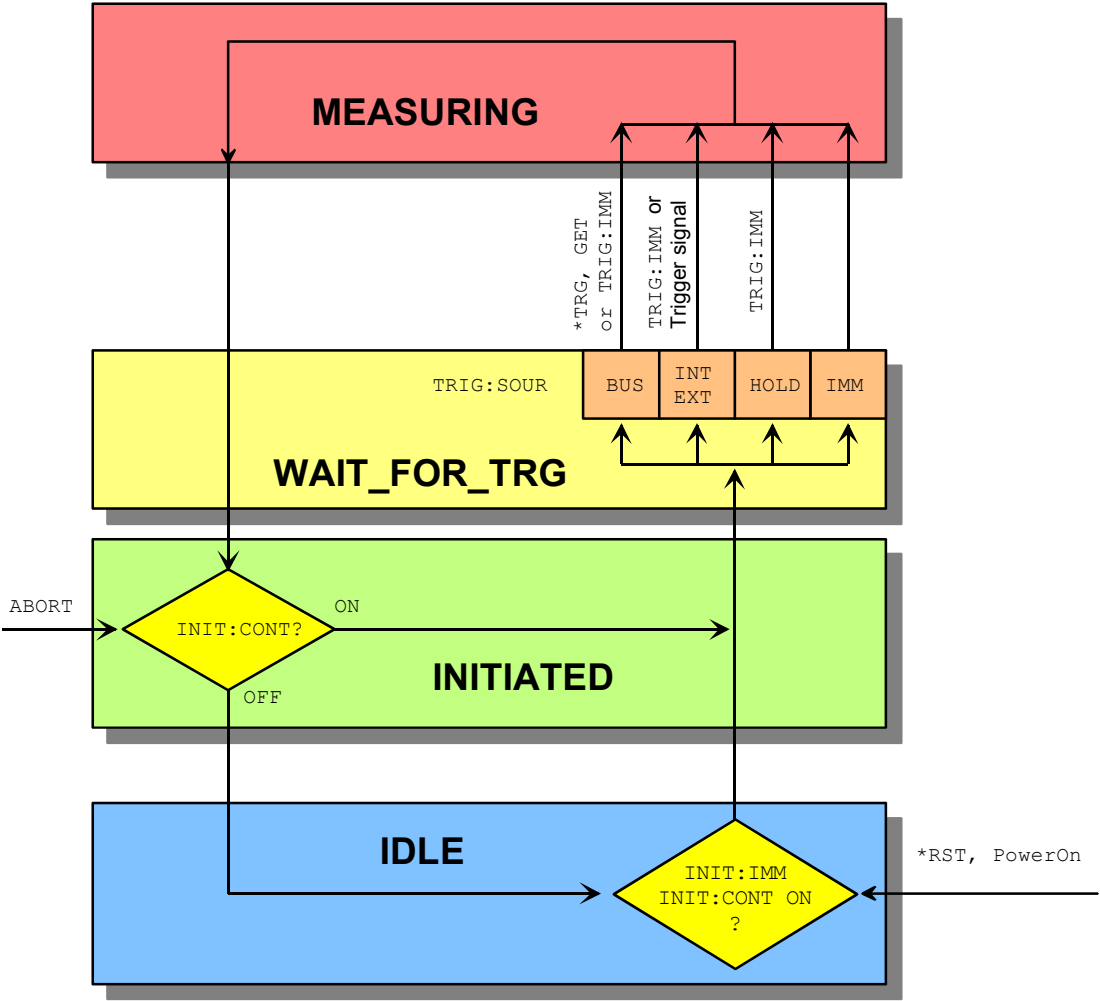 MEASURING
*TRG, GET
or TRIG:IMM
TRIG:IMM or
Trigger signal
TRIG:IMM
TRIG:SOUR
BUS
INT
EXT
HOLD
IMM
WAIT_FOR_TRG
ABORT
INIT:CONT?
ON
INITIATED
OFF
IDLE
INIT:IMM
INIT:CONT ON
?
*RST, PowerOn